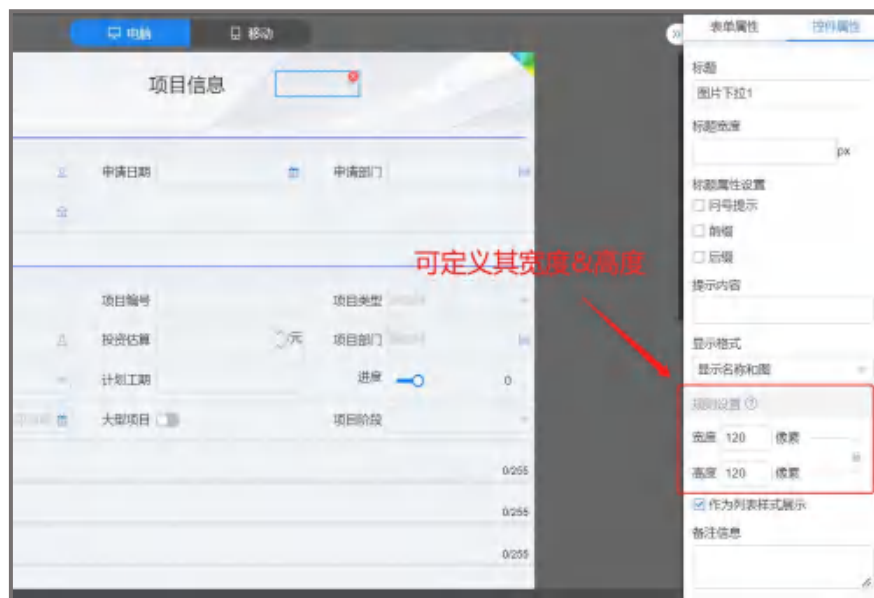 电脑 移动
表单属性 控件属性
项目信息
标题
图片下拉1
标题宽度
px
申请日期 申请部门
标题属性设置
问号提示
前缀
后缀
可定义其宽度&高度
提示内容
项目编号 项目类型
投资估算 元 项目部门
显示格式
显示名称和图
计划工期 进度 0
规则设置
宽度 120 像素
大型项目 项目阶段
高度 120 像素
0/255
作为列表样式展示
0/255
备注信息
0/255